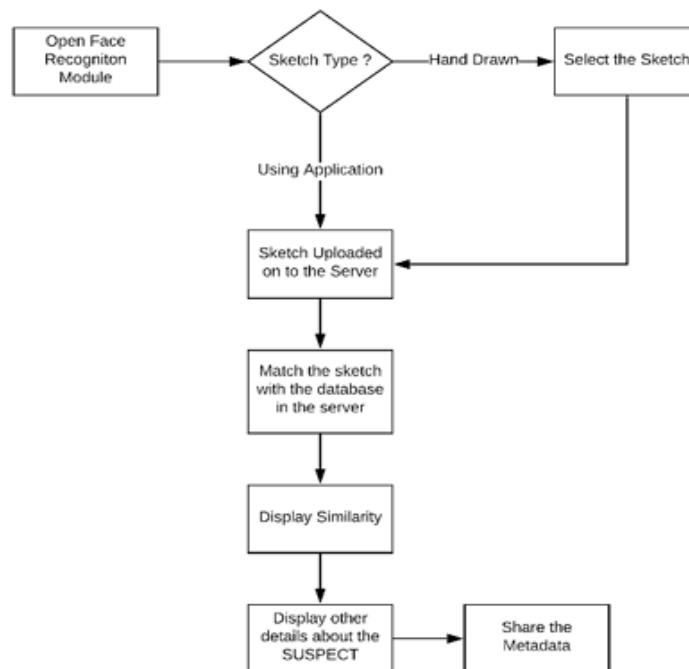 Open Face
Recogniton
Module
Sketch Type ?
Hand Drawn
Select the Sketch
Using Application
Sketch Uploaded
on to the Server
Match the sketch
with the database
in the server
Display Similarity
Display other
details about the
SUSPECT
Share the
Metadata